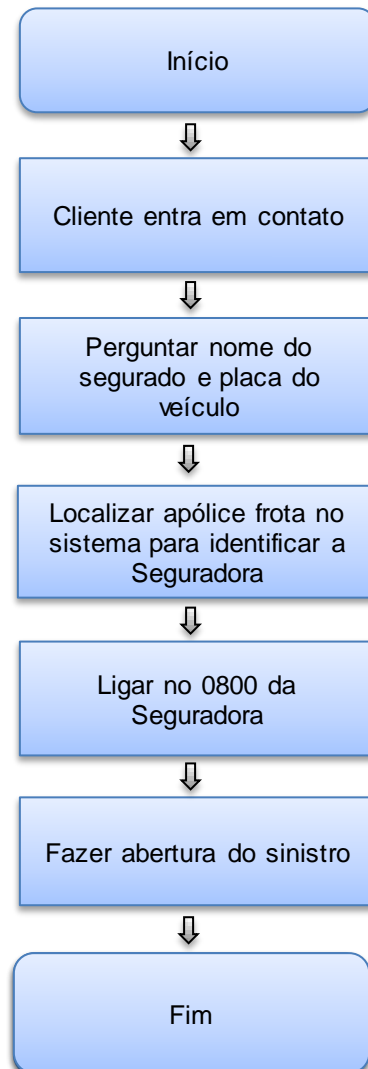 Início
Cliente entra em contato
Perguntar nome do
segurado e placa do
veículo
Localizar apólice frota no
sistema para identificar a
Seguradora
Ligar no 0800 da
Seguradora
Fazer abertura do sinistro
Fim